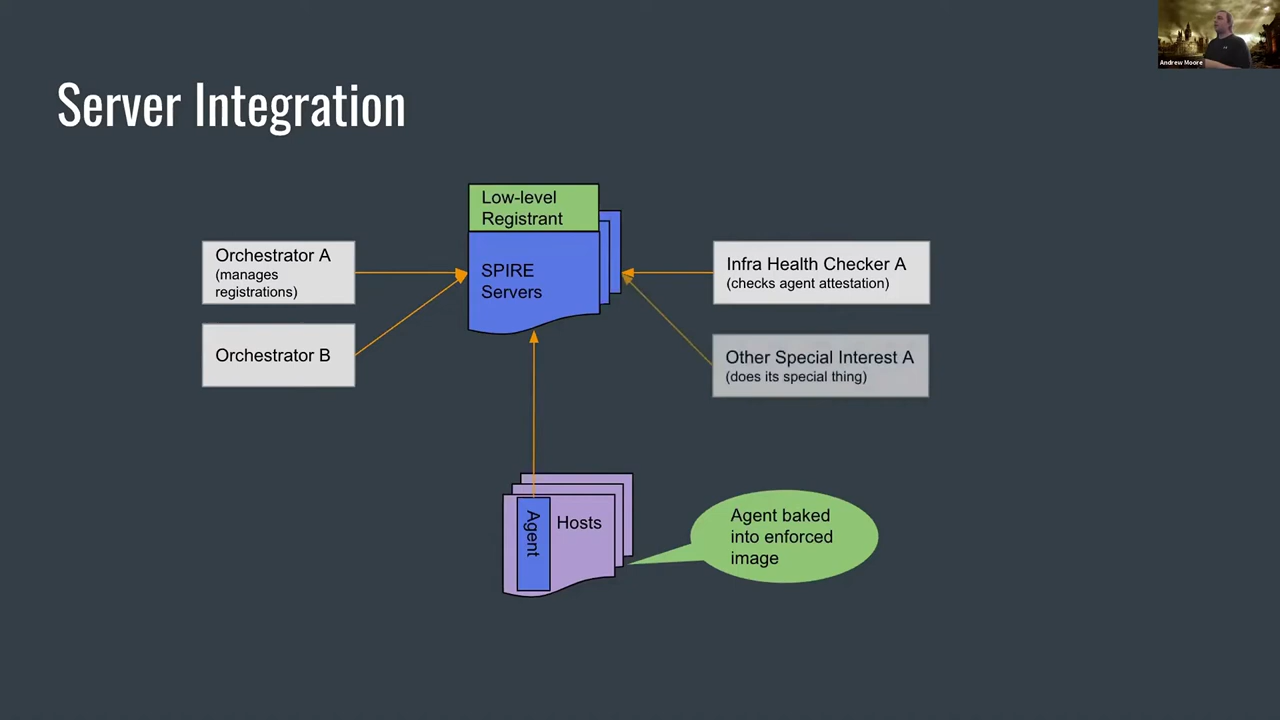 Andrew Moore
Server Integration
Low-level
Registrant
SPIRE
Servers
Orchestrator A
(manages
registrations)
Orchestrator B
Infra Health Checker A
(checks agent attestation)
Other Special Interest A
(does its special thing)
Agent
Hosts
Agent baked
into enforced
image